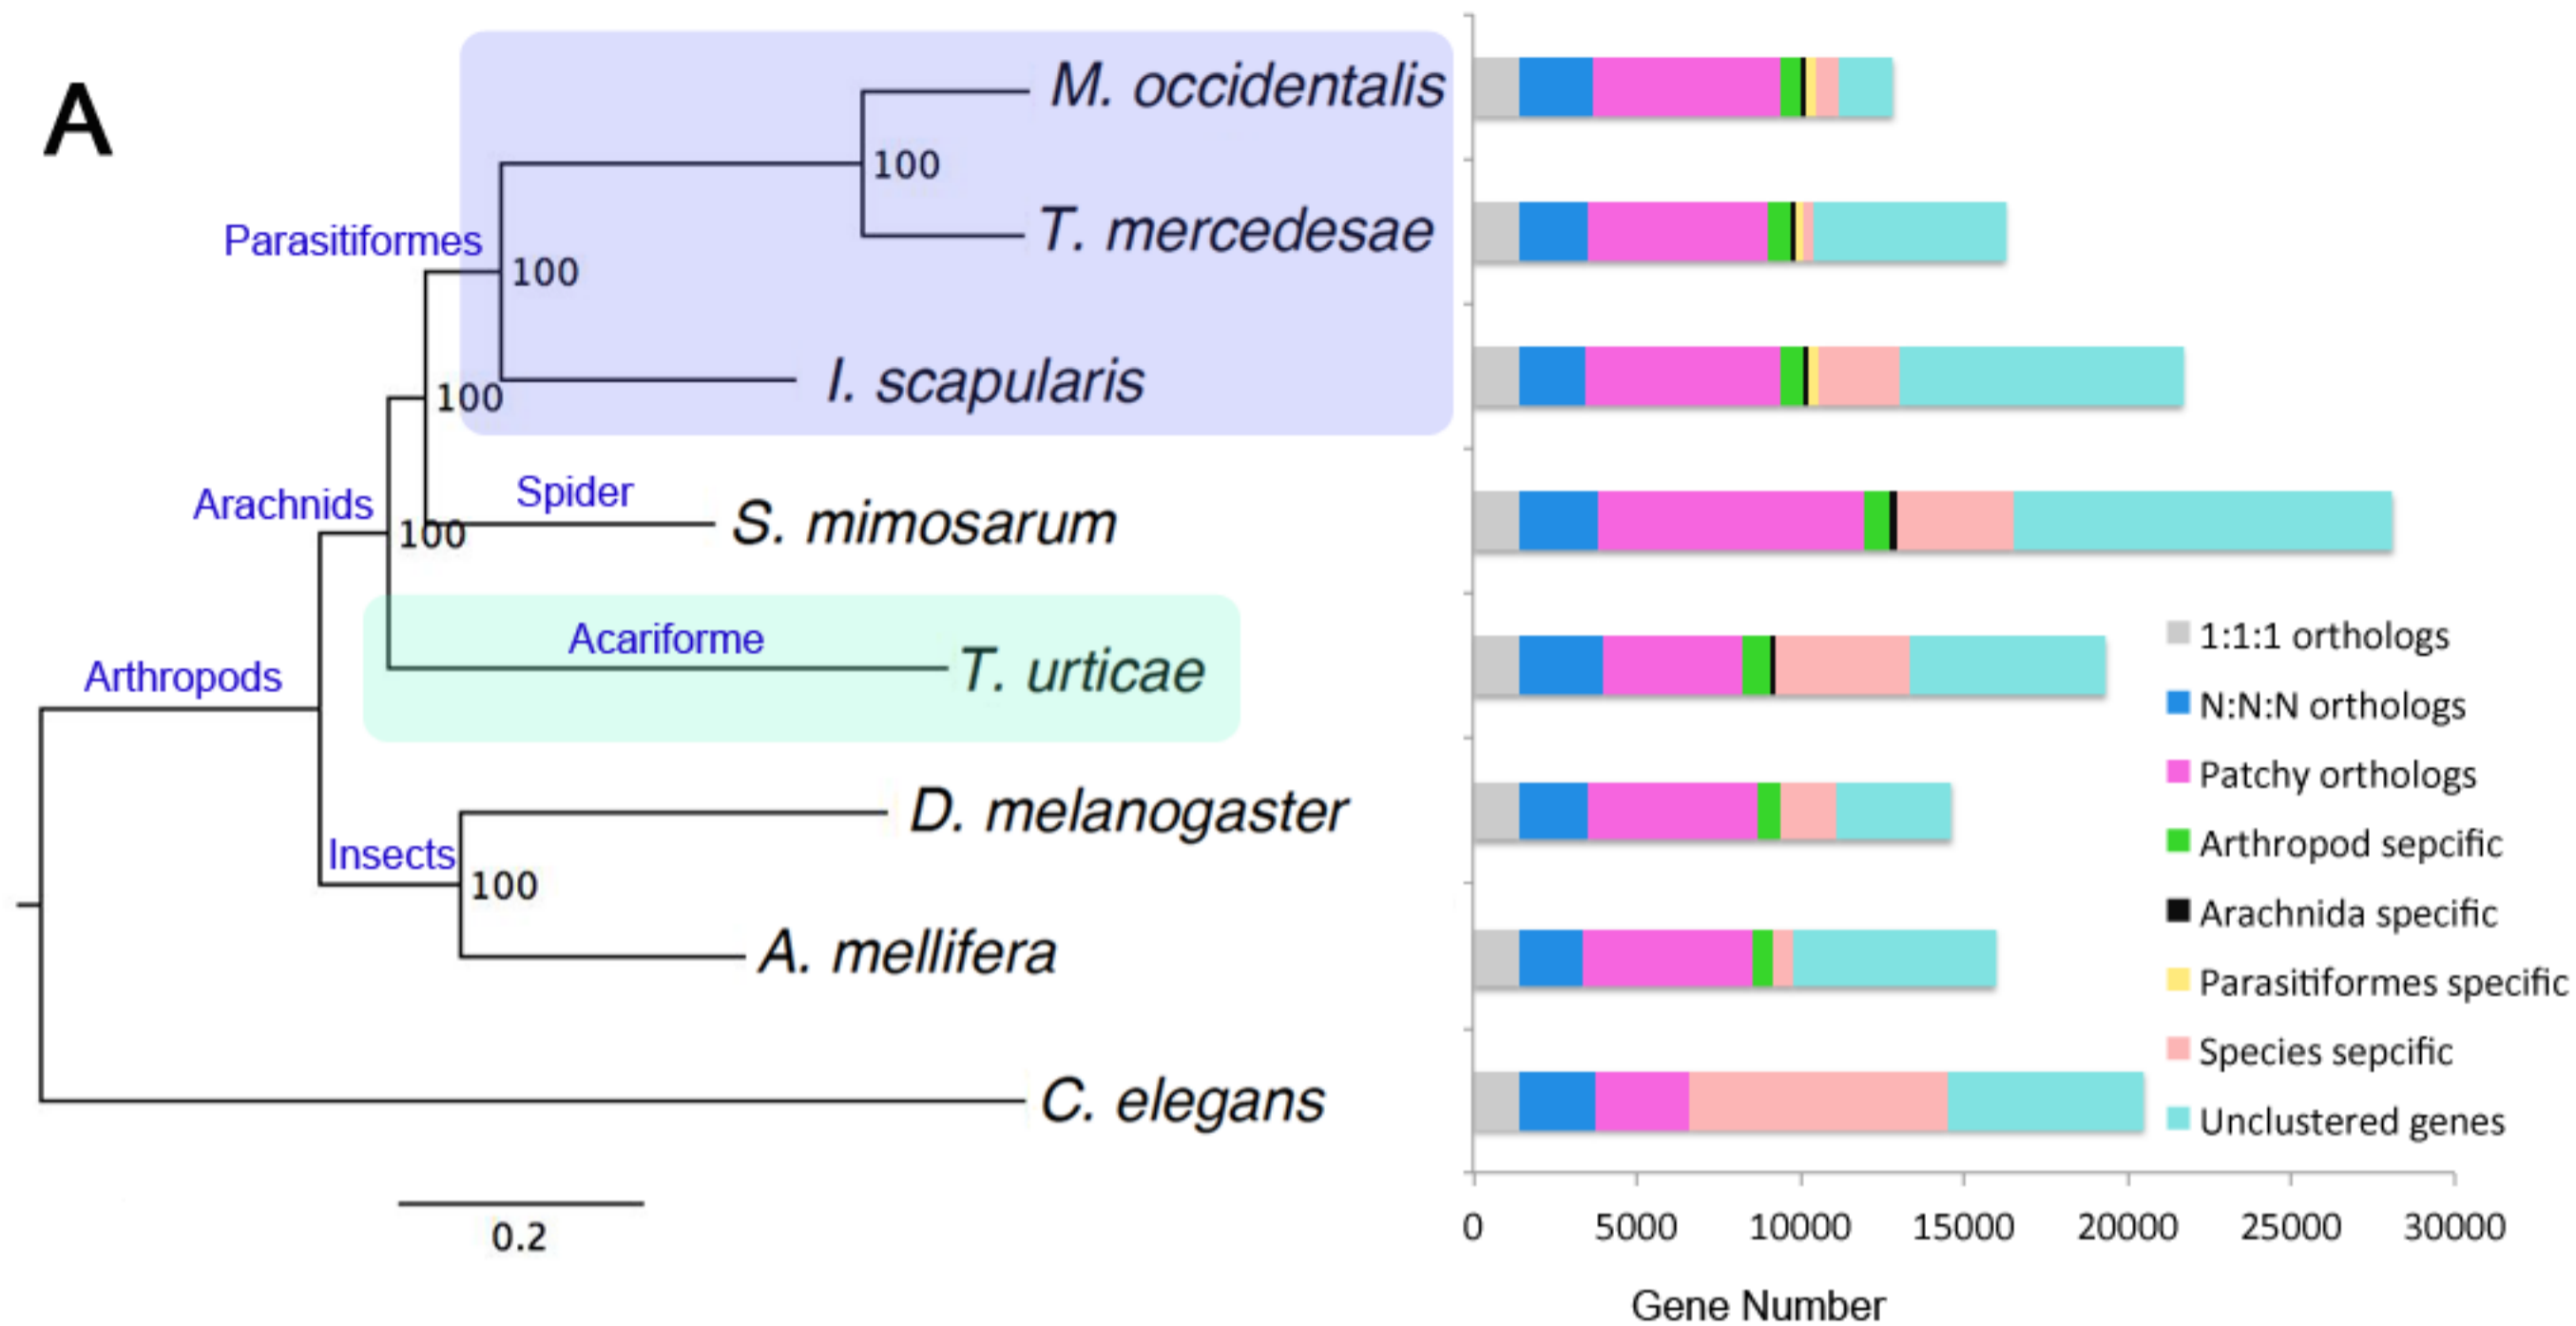 A
M. occidentalis
100
T. mercedesae
Parasitiformes
100
I. scapularis
100
Spider
Arachnids
S. mimosarum
100
Acariforme
T. urticae
Arthropods
D. melanogaster
Insects
100
A. mellifera
C. elegans
0.2
1:1:1 orthologs
N:N:N orthologs
Patchy orthologs
Arthropod sepcific
Arachnida specific
Parasitiformes specific
Species sepcific
Unclustered genes
0 5000 10000 15000 20000 25000 30000
Gene Number